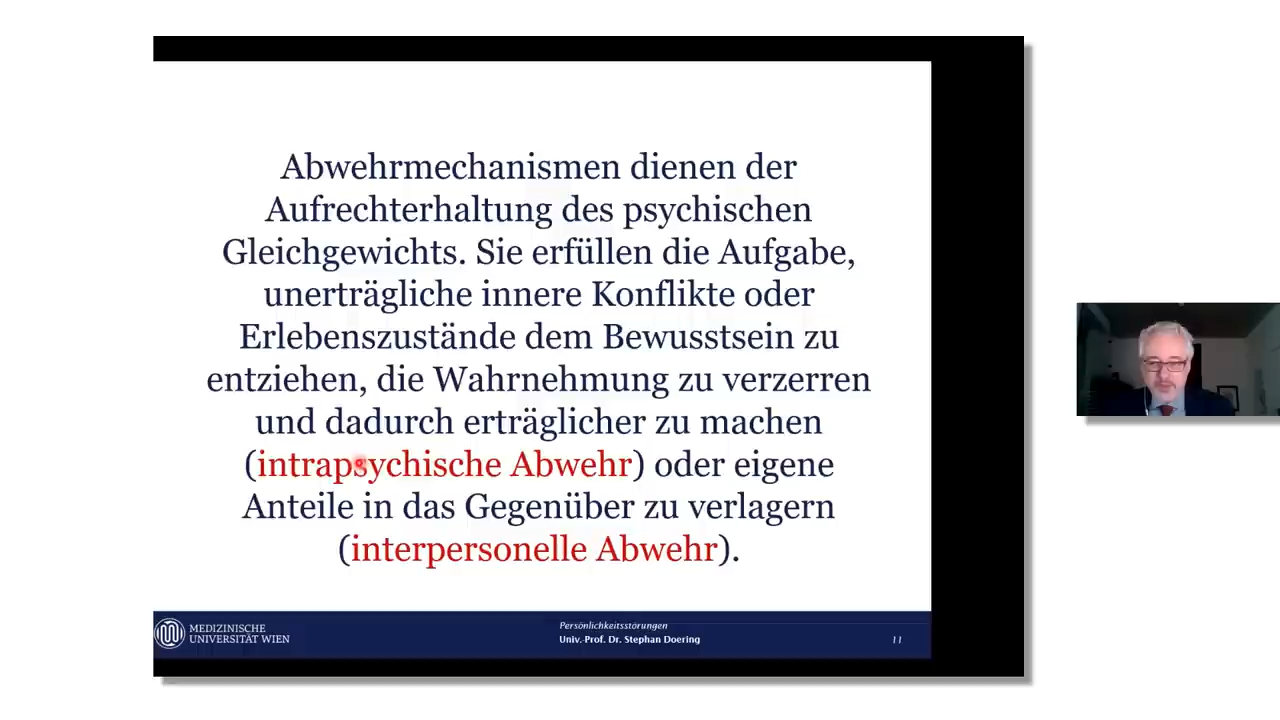 Abwehrmechanismen dienen der
Aufrechterhaltung des psychischen
Gleichgewichts. Sie erfüllen die Aufgabe,
unerträgliche innere Konflikte oder
Erlebenszustände dem Bewusstsein zu
entziehen, die Wahrnehmung zu verzerren
und dadurch erträglicher zu machen
(intrapsychische Abwehr) oder eigene
Anteile in das Gegenüber zu verlagern
(interpersonelle Abwehr).
MEDIZINISCHE
UNIVERSITÄT WIEN
Persönlichkeitsstörungen
Univ.-Prof. Dr. Stephan Doering
11